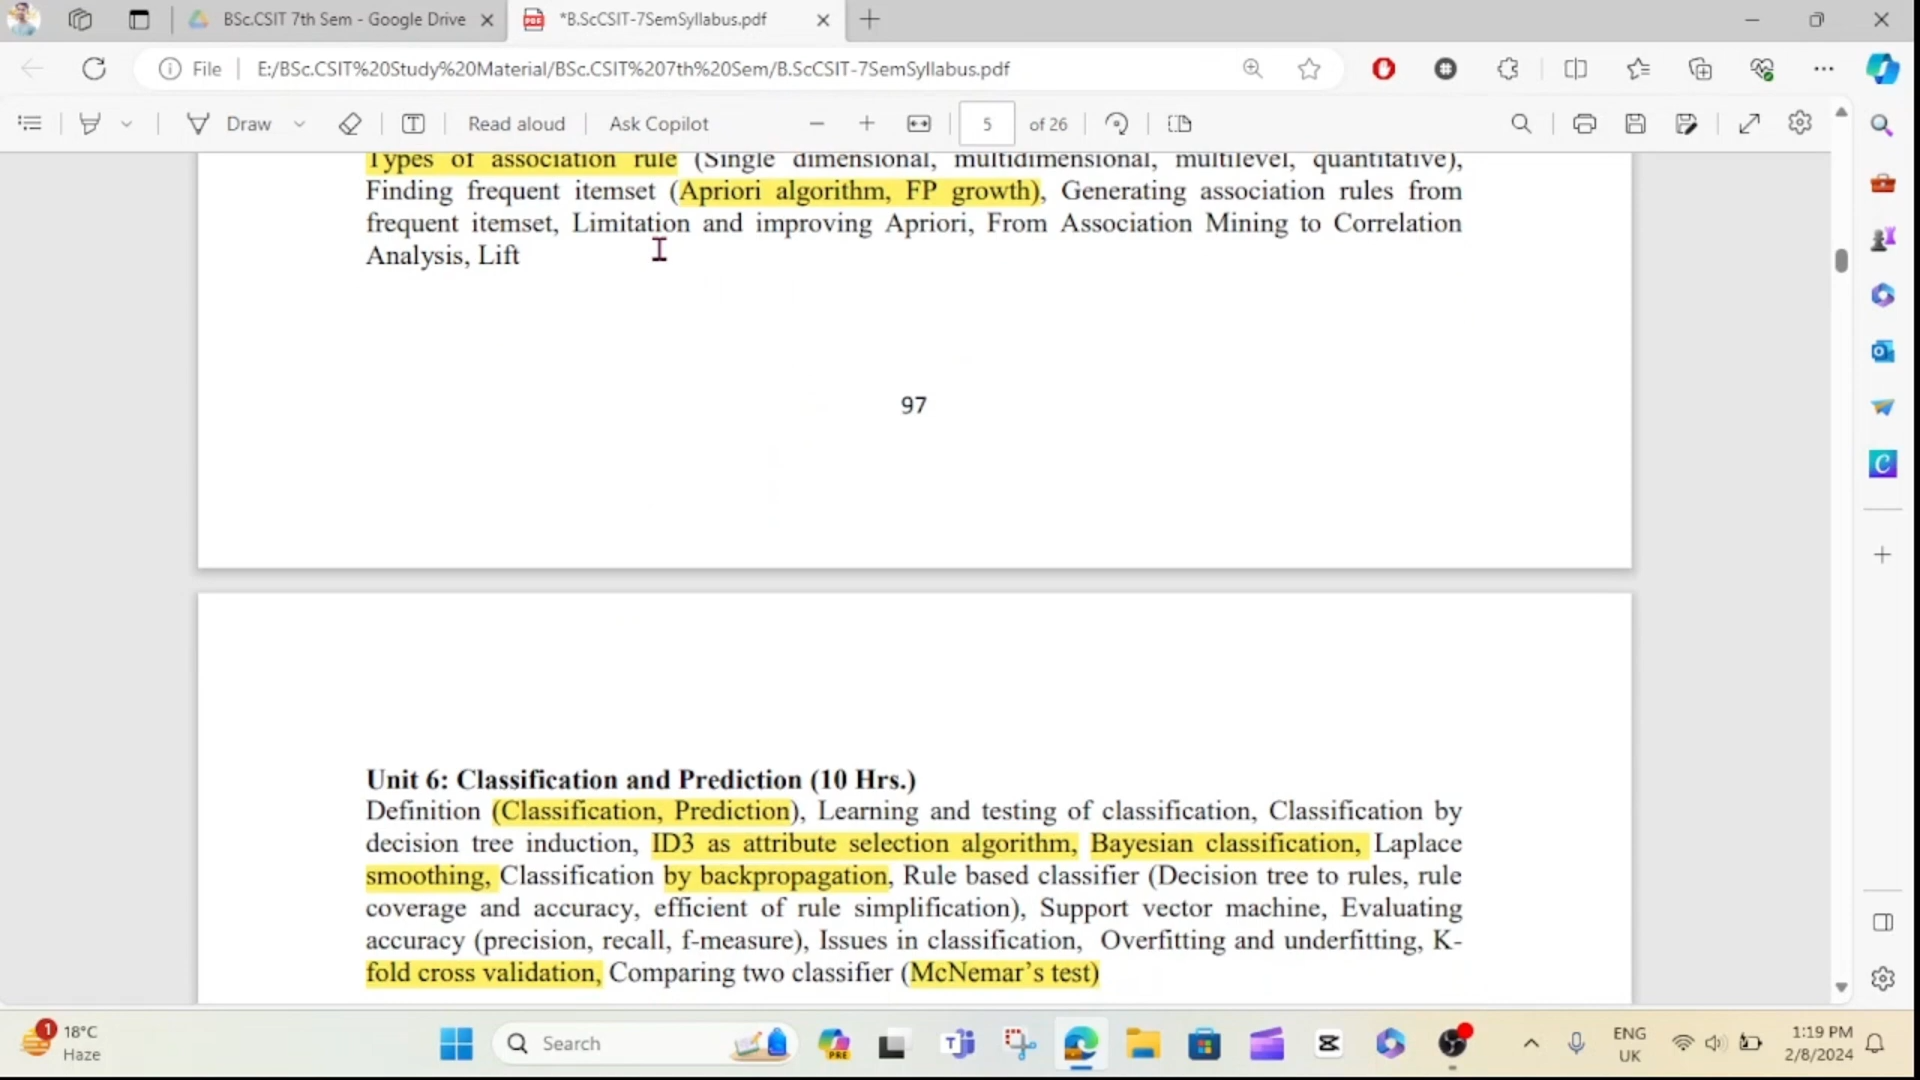 BSc.CSIT 7th Sem - Google Drive
*B.ScCSIT-7SemSyllabus.pdf
File
E:/BSc.CSIT%20Study%20Material/BSc.CSIT%207th%20Sem/B.ScCSIT-7SemSyllabus.pdf
Draw
Read aloud
Ask Copilot
5 of 26
Types of association rule (Single dimensional, multidimensional, multilevel, quantitative),
Finding frequent itemset (Apriori algorithm, FP growth), Generating association rules from
frequent itemset, Limitation and improving Apriori, From Association Mining to Correlation
Analysis, Lift
97
Unit 6: Classification and Prediction (10 Hrs.)
Definition (Classification, Prediction), Learning and testing of classification, Classification by
decision tree induction, ID3 as attribute selection algorithm, Bayesian classification, Laplace
smoothing, Classification by backpropagation, Rule based classifier (Decision tree to rules, rule
coverage and accuracy, efficient of rule simplification), Support vector machine, Evaluating
accuracy (precision, recall, f-measure), Issues in classification, Overfitting and underfitting, K-
fold cross validation, Comparing two classifier (McNemar's test)
1
18°C
Haze
Search
PRE
ENG
UK
1:19 PM
2/8/2024